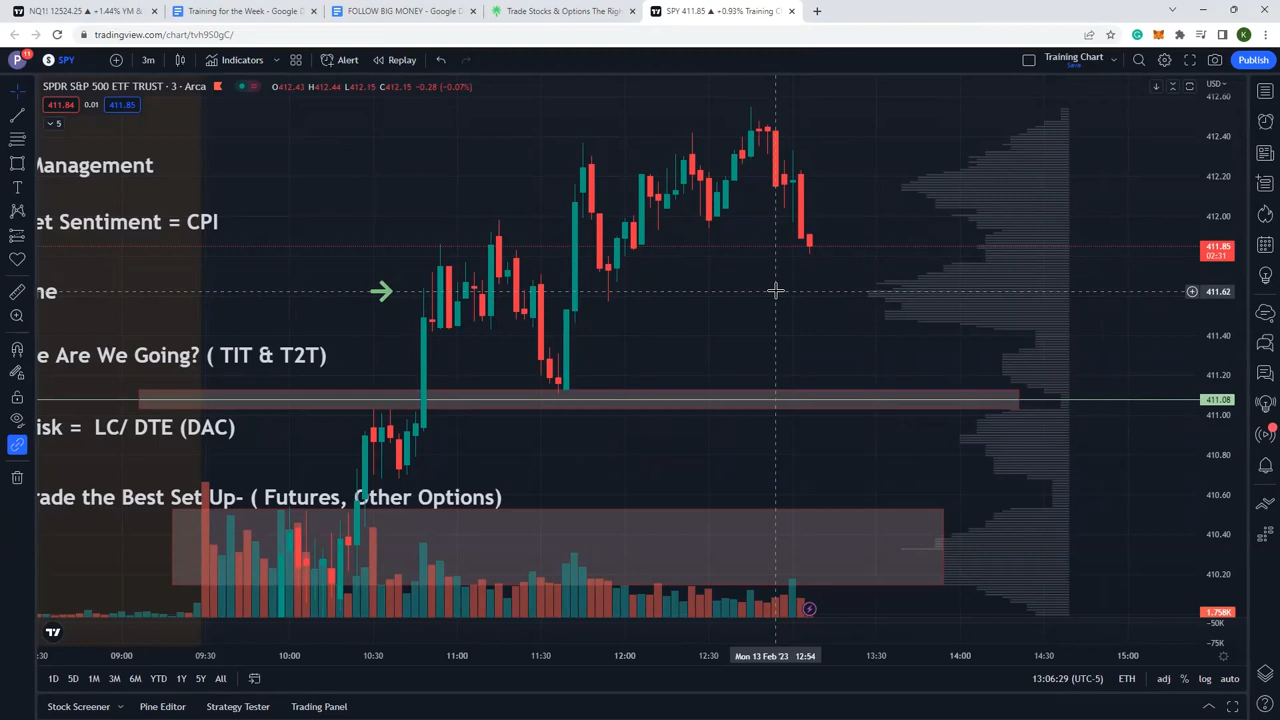 NQ1! 12524.25 ▲ +1.44% YM &
Training for the Week - Google D
FOLLOW BIG MONEY - Google D
Trade Stocks & Options The Righ
SPY 411.85 ▲ +0.93% Training C
tradingview.com/chart/tvh9S0gC/
K
P
11
SPY
3m
Indicators
Alert
Replay
Training Chart
Save
Publish
SPDR S&P 500 ETF TRUST · 3 · Arca
O412.43 H412.44 L412.15 C412.15 -0.28 (-0.07%)
USD
411.84
0.01
411.85
5
412.60
412.40
412.20
412.00
411.85
02:31
411.62
411.40
411.20
411.08
411.00
410.80
410.60
410.40
410.20
1.758K
-50K
-75K
Management
et Sentiment = CPI
ne
e Are We Going? ( TIT & T2T)
isk = LC/ DTE (DAC)
rade the Best Set Up- ( Futures, Other Options)
:30
09:00
09:30
10:00
10:30
11:00
11:30
12:00
12:30
Mon 13 Feb '23 12:54
13:30
14:00
14:30
15:00
1D
5D
1M
3M
6M
YTD
1Y
5Y
All
13:06:29 (UTC-5)
ETH
adj
%
log
auto
Stock Screener
Pine Editor
Strategy Tester
Trading Panel